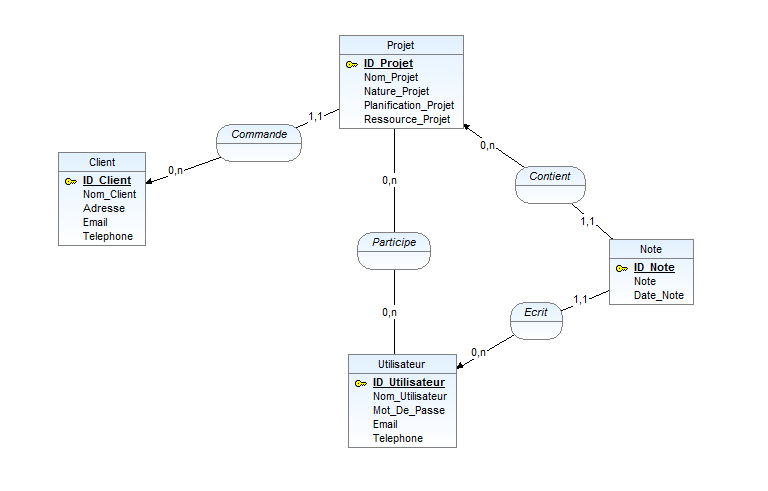 Projet
ID_Projet
Nom_Projet
Nature_Projet
Planification_Projet
Ressource_Projet
1,1
Commande
0,n
Client
ID_Client
Nom_Client
Adresse
Email
Telephone
0,n
Contient
1,1
0,n
Participe
0,n
Note
ID_Note
Note
Date_Note
1,1
Ecrit
0,n
Utilisateur
ID_Utilisateur
Nom_Utilisateur
Mot_De_Passe
Email
Telephone